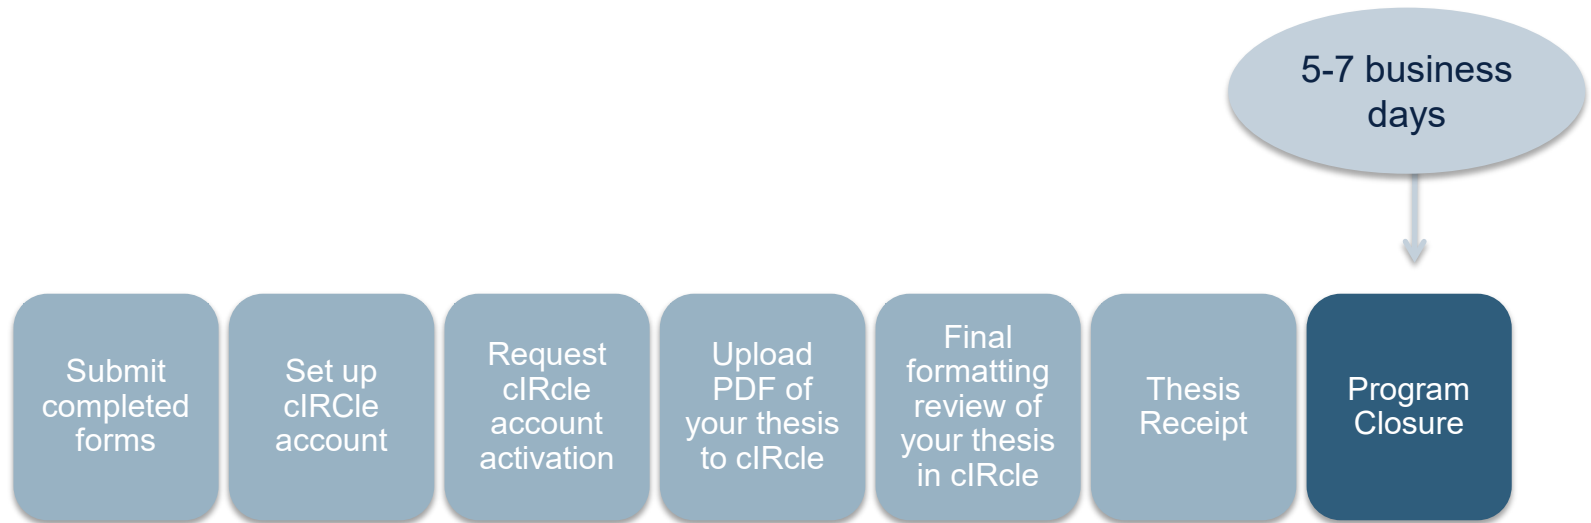 5-7 business
days
Submit
completed
forms
Set up
cIRCle
account
Request
cIRcle
account
activation
Upload
PDF of
your thesis
to cIRcle
Final
formatting
review of
your thesis
in cIRcle
Thesis
Receipt
Program
Closure